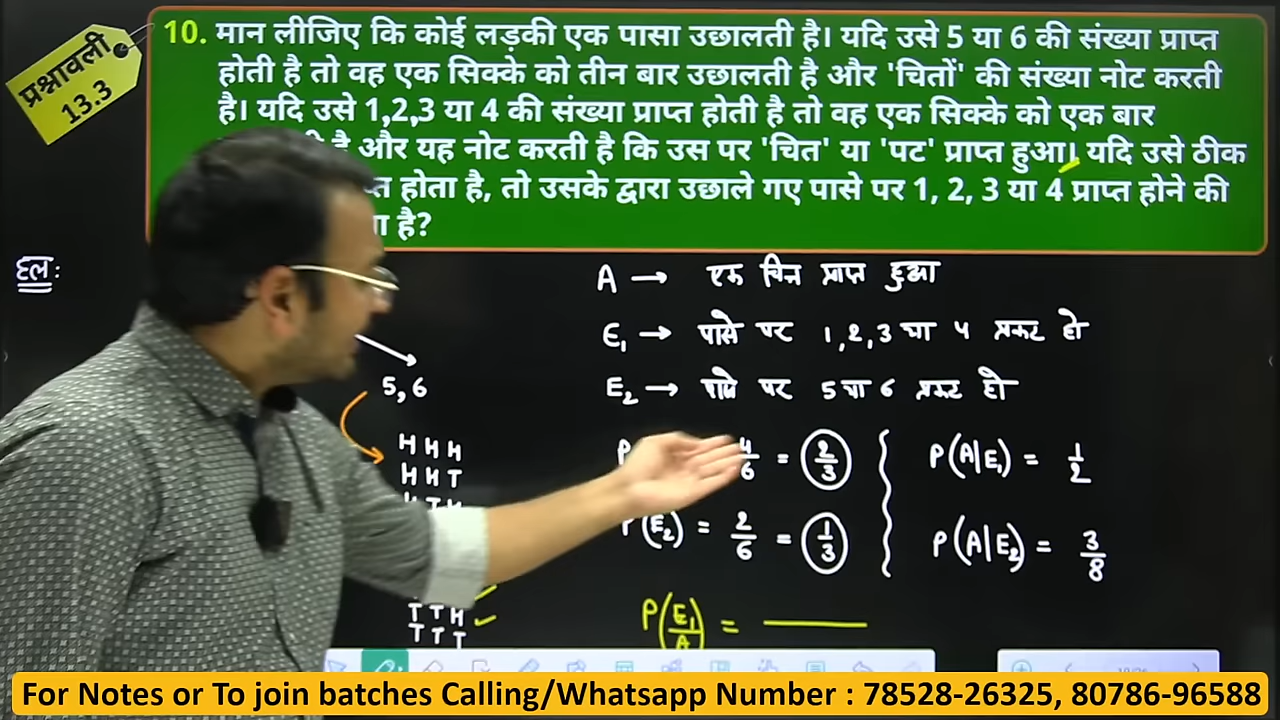 प्रश्नावली
13.3
10. मान लीजिए कि कोई लड़की एक पासा उछालती है। यदि उसे 5 या 6 की संख्या प्राप्त
होती है तो वह एक सिक्के को तीन बार उछालती है और 'चितों' की संख्या नोट करती
है। यदि उसे 1,2,3 या 4 की संख्या प्राप्त होती है तो वह एक सिक्के को एक बार
है और यह नोट करती है कि उस पर 'चित' या 'पट' प्राप्त हुआ। यदि उसे ठीक
होता है, तो उसके द्वारा उछाले गए पासे पर 1, 2, 3 या 4 प्राप्त होने की
है?
हल:
A → एक चित प्राप्त हुआ
E₁ → पासे पर 1,2,3 या 4 प्रकट हो
E₂ → पासे पर 5 या 6 प्रकट हो
5, 6
H H H
H H T
H T H
T T H
T T T
4/6 = 2/3
P(A|E₁) = 1/2
P(E₂) = 2/6 = 1/3
P(A|E₂) = 3/8
P(E₁/A) =
For Notes or To join batches Calling/Whatsapp Number : 78528-26325, 80786-96588